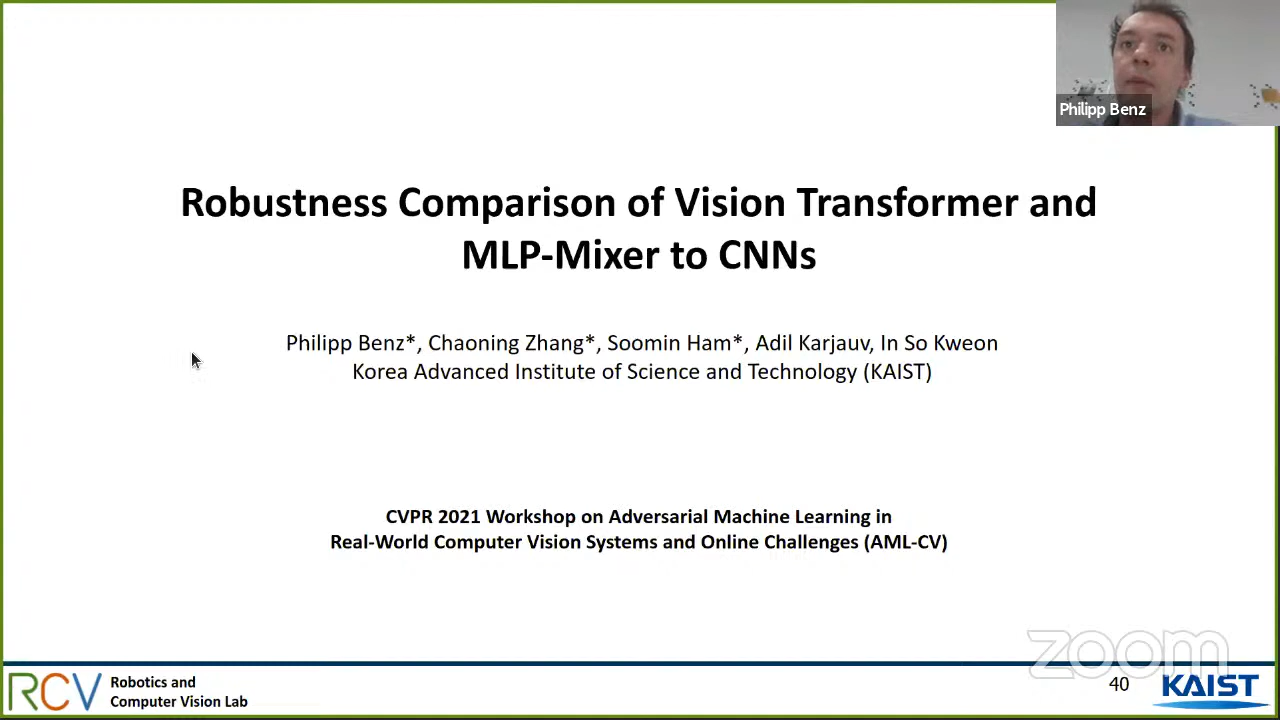 Philipp Benz
Robustness Comparison of Vision Transformer and
MLP-Mixer to CNNs
Philipp Benz*, Chaoning Zhang*, Soomin Ham*, Adil Karjauv, In So Kweon
Korea Advanced Institute of Science and Technology (KAIST)
CVPR 2021 Workshop on Adversarial Machine Learning in
Real-World Computer Vision Systems and Online Challenges (AML-CV)
zoom
RCV Robotics and
Computer Vision Lab
40
KAIST